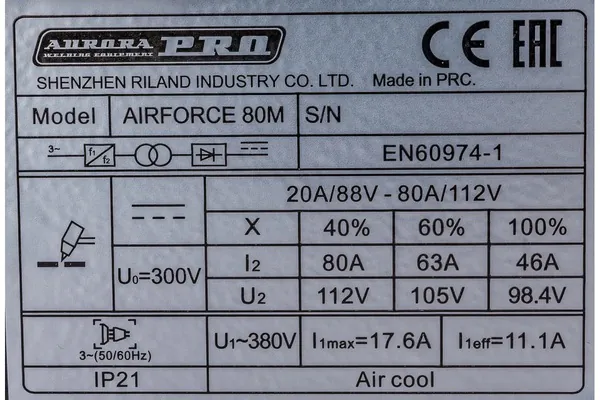 AURORA PRO
WELDING EQUIPMENT
CE EAC
SHENZHEN RILAND INDUSTRY CO. LTD. Made in PRC.
Model AIRFORCE 80M S/N
3~ f1 f2 EN60974-1
20A/88V - 80A/112V
X 40% 60% 100%
U₀=300V I2 80A 63A 46A
U2 112V 105V 98.4V
3~(50/60Hz) U1~380V I1max=17.6A I1eff=11.1A
IP21 Air cool